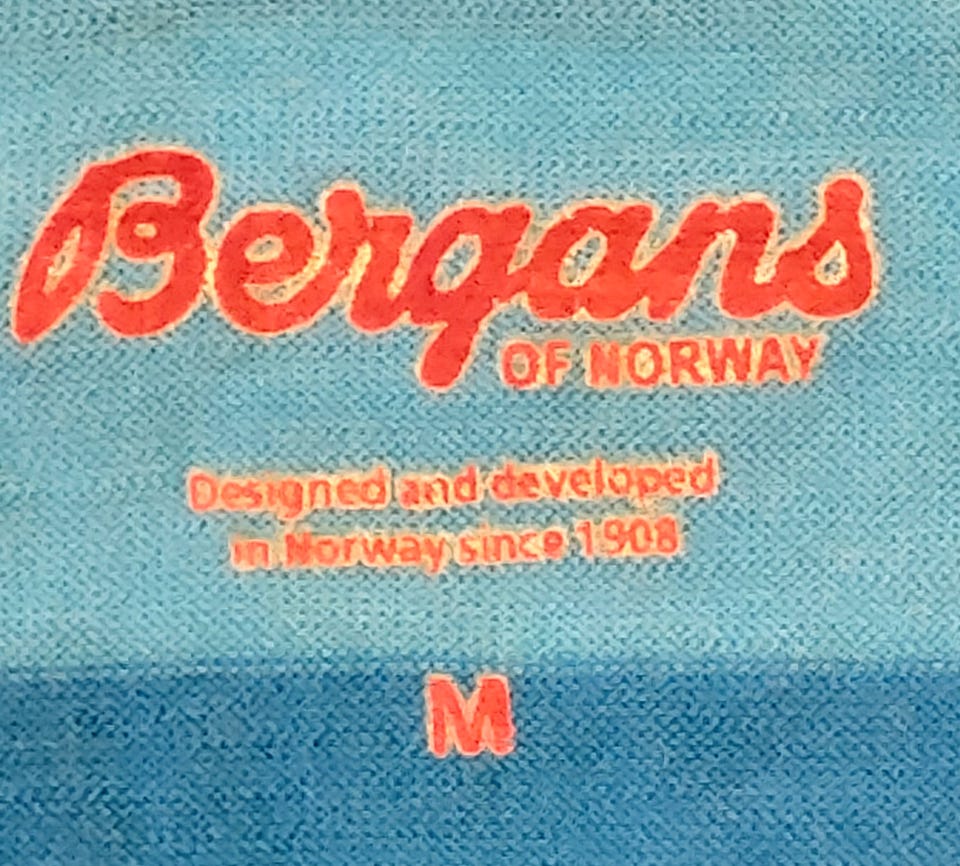 Bergans
OF NORWAY
Designed and developed
in Norway since 1908
M